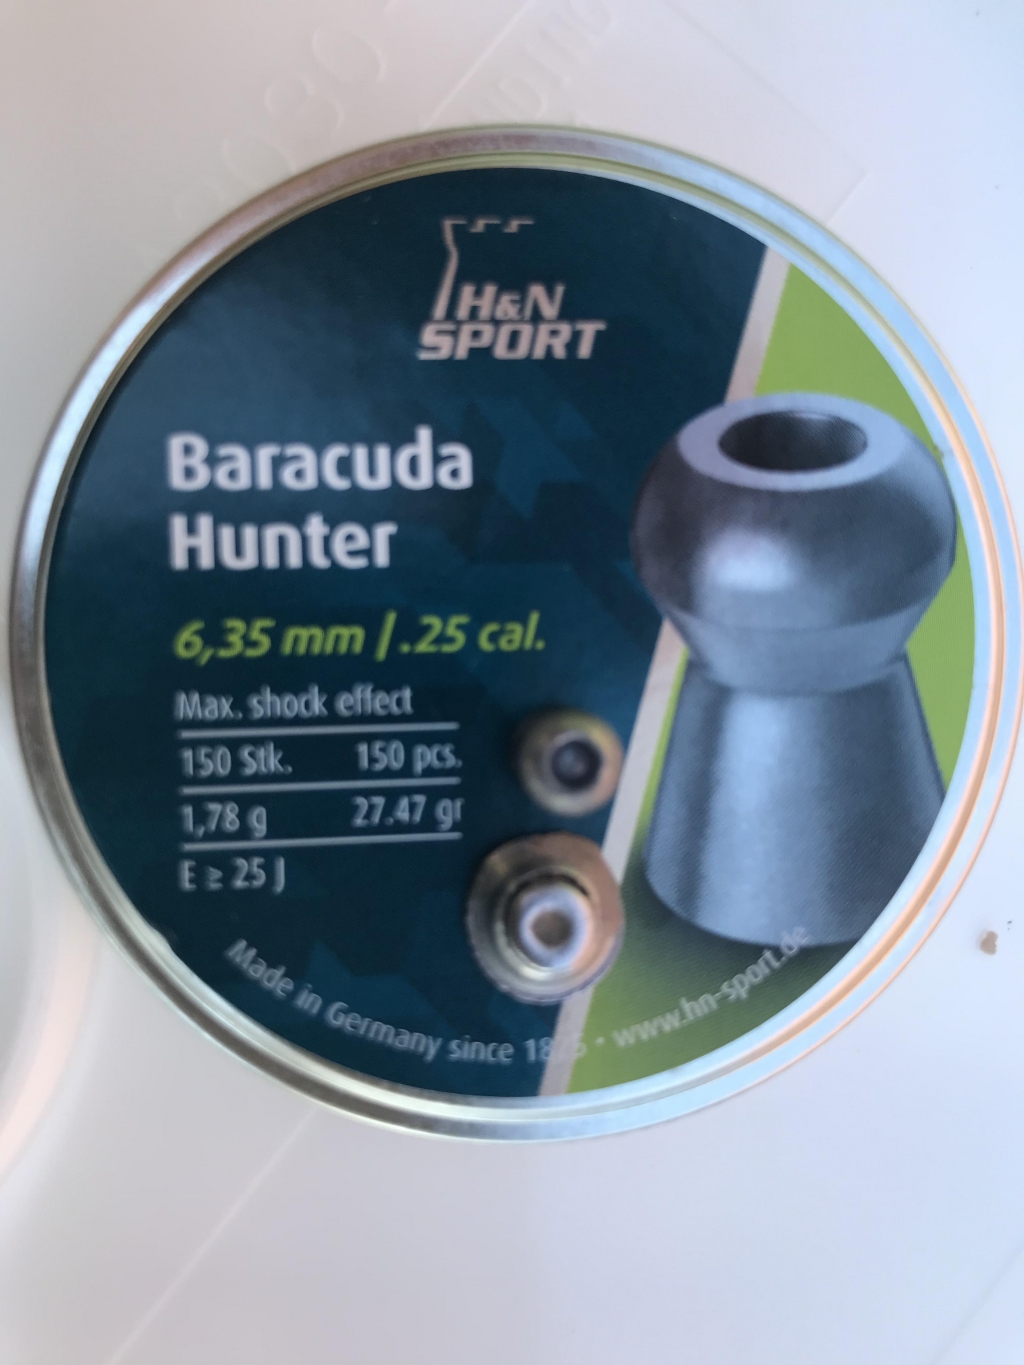 H&N
SPORT
Baracuda
Hunter
6,35 mm / .25 cal.
Max. shock effect
150 Stk. 150 pcs.
1,78 g 27.47 gr
E ≥ 25 J
Made in Germany since • www.hn-sport.de